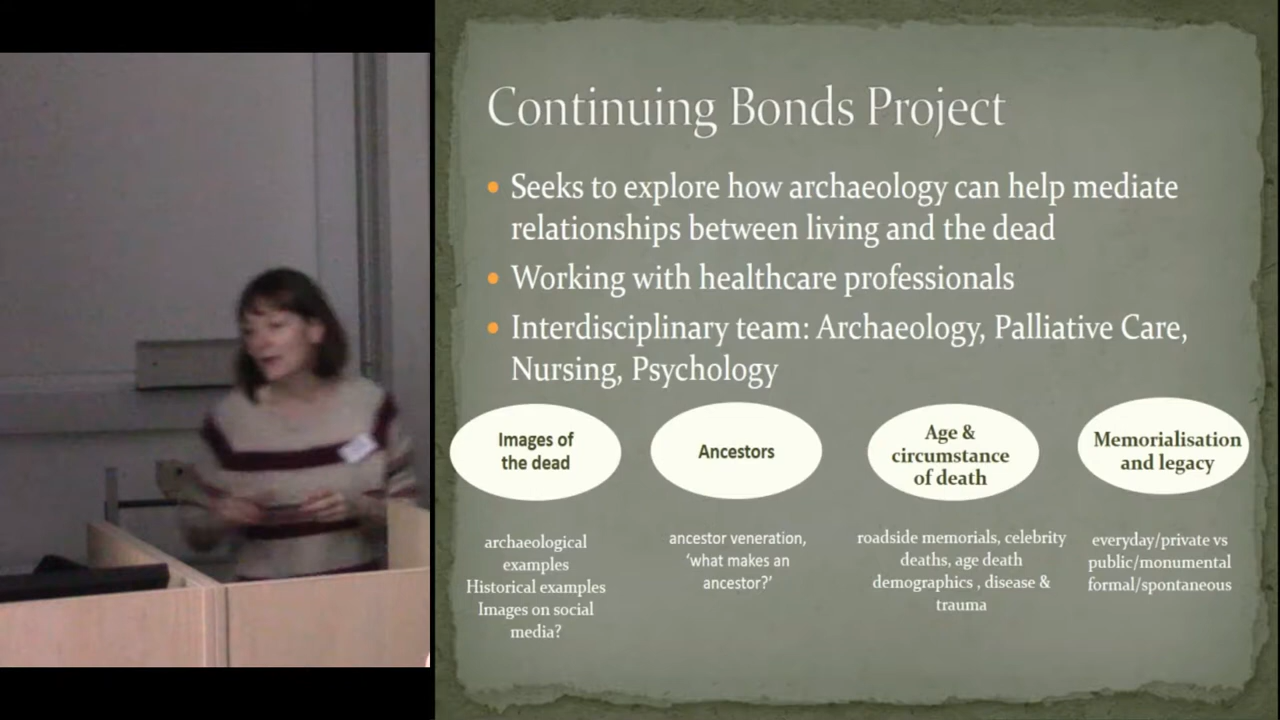 Continuing Bonds Project
Seeks to explore how archaeology can help mediate
relationships between living and the dead
Working with healthcare professionals
Interdisciplinary team: Archaeology, Palliative Care,
Nursing, Psychology
Images of
the dead
archaeological
examples
Historical examples
Images on social
media?
Ancestors
ancestor veneration,
‘what makes an
ancestor?’
Age &
circumstance
of death
roadside memorials, celebrity
deaths, age death
demographics , disease &
trauma
Memorialisation
and legacy
everyday/private vs
public/monumental
formal/spontaneous